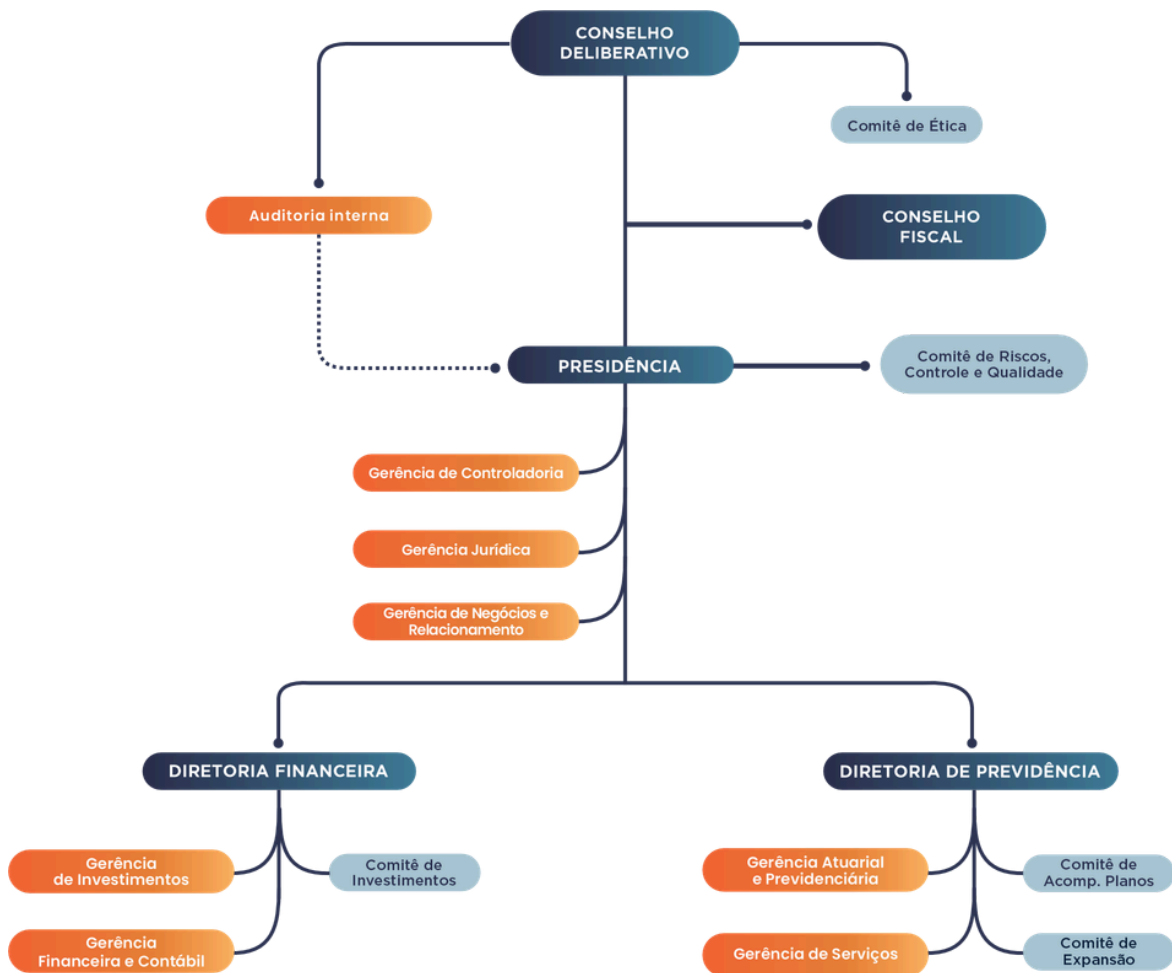 CONSELHO
DELIBERATIVO
Comitê de Ética
Auditoria interna
CONSELHO
FISCAL
PRESIDÊNCIA
Comitê de Riscos,
Controle e Qualidade
Gerência de Controladoria
Gerência Jurídica
Gerência de Negócios e
Relacionamento
DIRETORIA FINANCEIRA
DIRETORIA DE PREVIDÊNCIA
Gerência
de Investimentos
Comitê de
Investimentos
Gerência Atuarial
e Previdenciária
Comitê de
Acomp. Planos
Gerência
Financeira e Contábil
Gerência de Serviços
Comitê de
Expansão